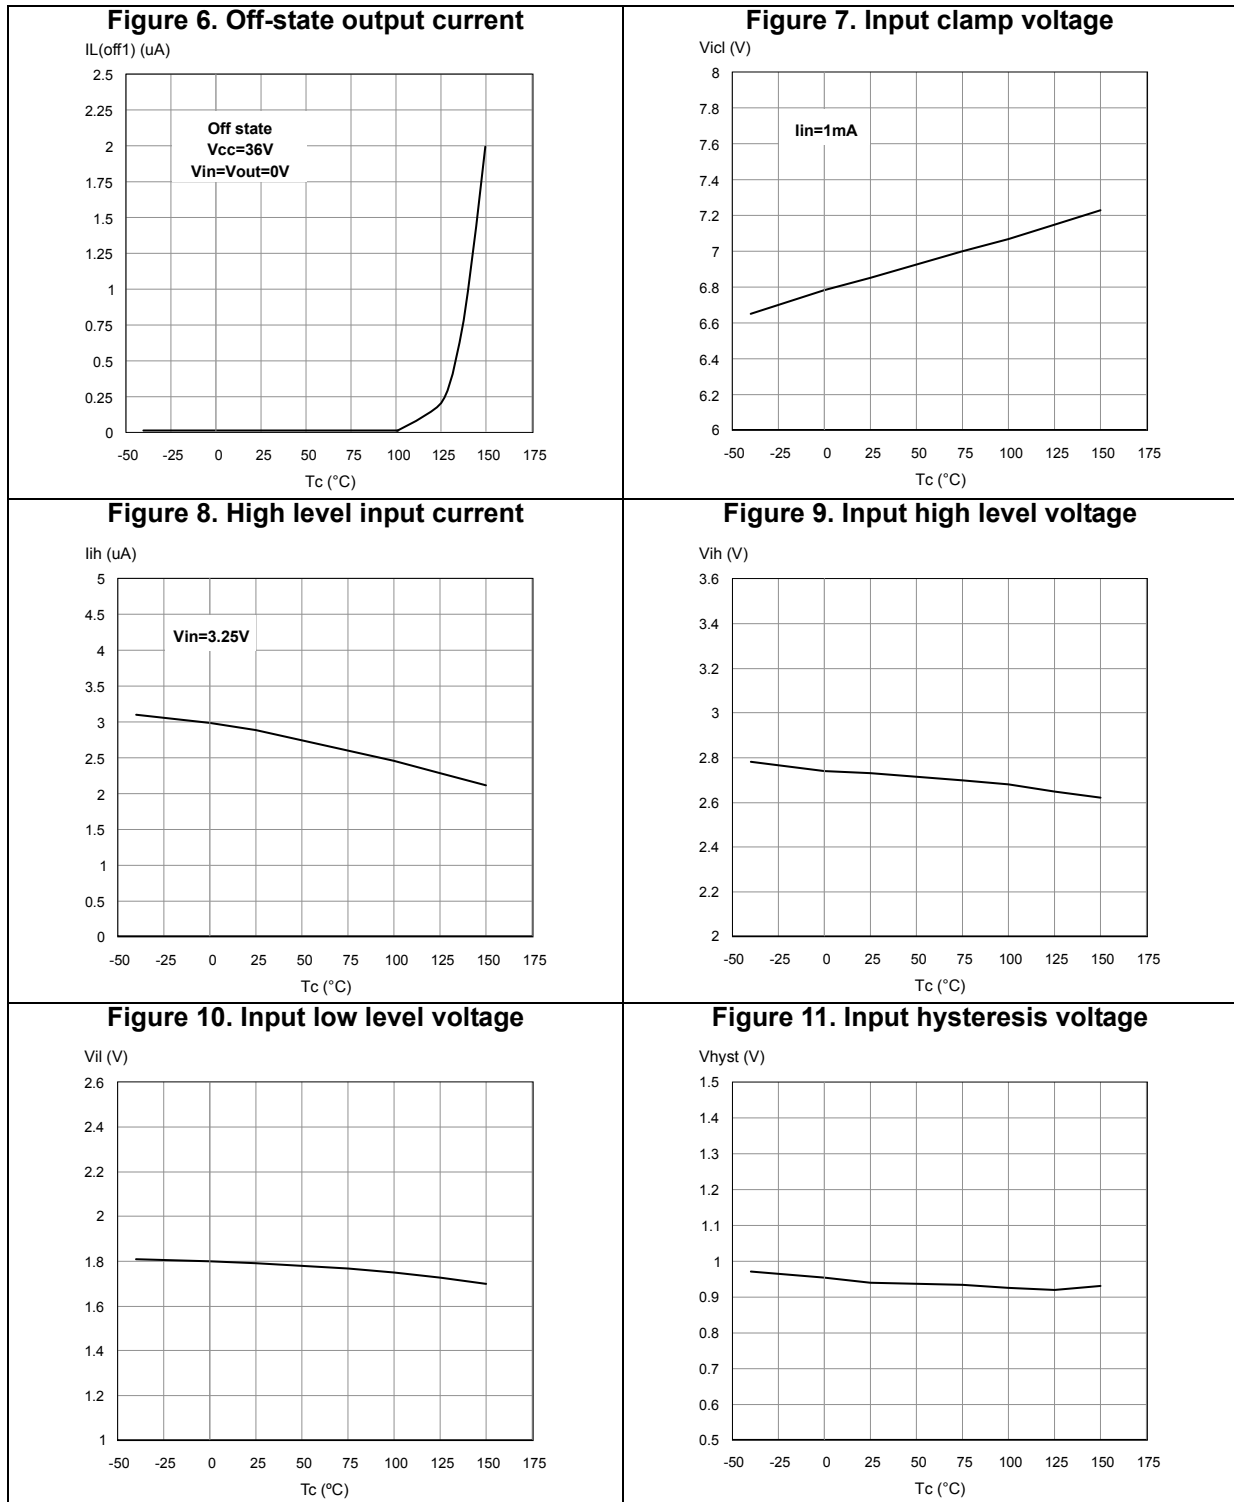 Figure 6. Off-state output current
IL(off1) (uA)
2.5
2.25
2
1.75
1.5
1.25
1
0.75
0.5
0.25
0
Off state
Vcc=36V
Vin=Vout=0V
-50 -25 0 25 50 75 100 125 150 175
Tc (°C)
Figure 7. Input clamp voltage
Vicl (V)
8
7.8
7.6
7.4
7.2
7
6.8
6.6
6.4
6.2
6
Iin=1mA
-50 -25 0 25 50 75 100 125 150 175
Tc (°C)
Figure 8. High level input current
Iih (uA)
5
4.5
4
3.5
3
2.5
2
1.5
1
0.5
0
Vin=3.25V
-50 -25 0 25 50 75 100 125 150 175
Tc (°C)
Figure 9. Input high level voltage
Vih (V)
3.6
3.4
3.2
3
2.8
2.6
2.4
2.2
2
-50 -25 0 25 50 75 100 125 150 175
Tc (°C)
Figure 10. Input low level voltage
Vil (V)
2.6
2.4
2.2
2
1.8
1.6
1.4
1.2
1
-50 -25 0 25 50 75 100 125 150 175
Tc (ºC)
Figure 11. Input hysteresis voltage
Vhyst (V)
1.5
1.4
1.3
1.2
1.1
1
0.9
0.8
0.7
0.6
0.5
-50 -25 0 25 50 75 100 125 150 175
Tc (°C)